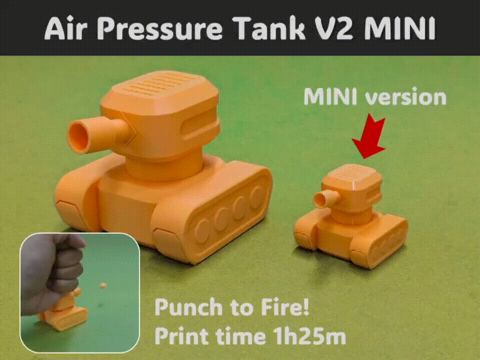 Air Pressure Tank V2 MINI
MINI version
Punch to Fire!
Print time 1h25m